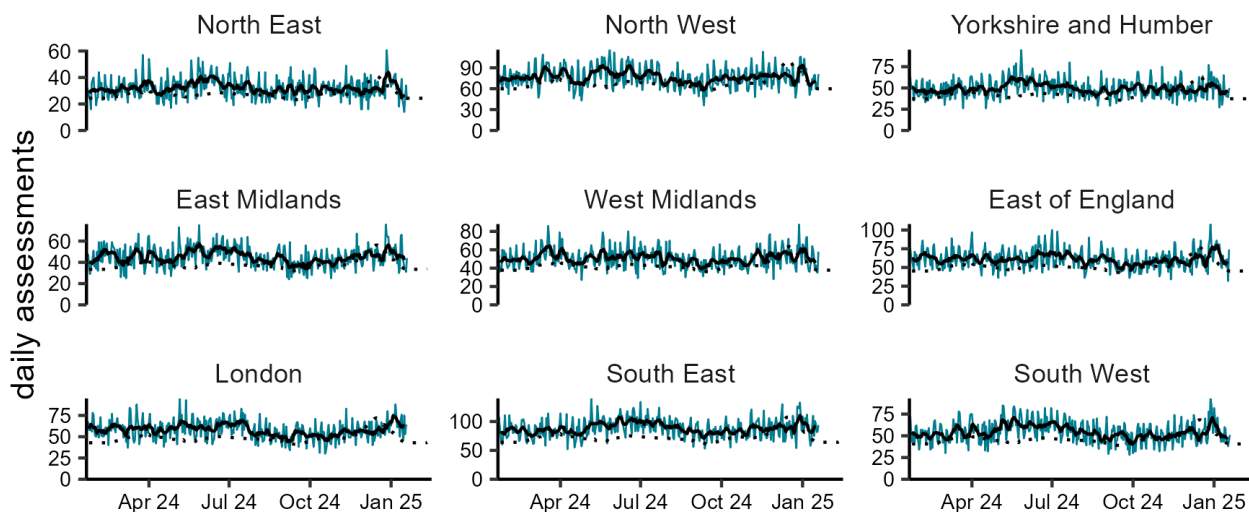 daily assessments
North East
North West
Yorkshire and Humber
60
40
20
0
90
60
30
0
75
50
25
0
East Midlands
West Midlands
East of England
60
40
20
0
80
60
40
20
0
100
75
50
25
0
London
South East
South West
75
50
25
0
100
50
0
75
50
25
0
Apr 24 Jul 24 Oct 24 Jan 25
Apr 24 Jul 24 Oct 24 Jan 25
Apr 24 Jul 24 Oct 24 Jan 25